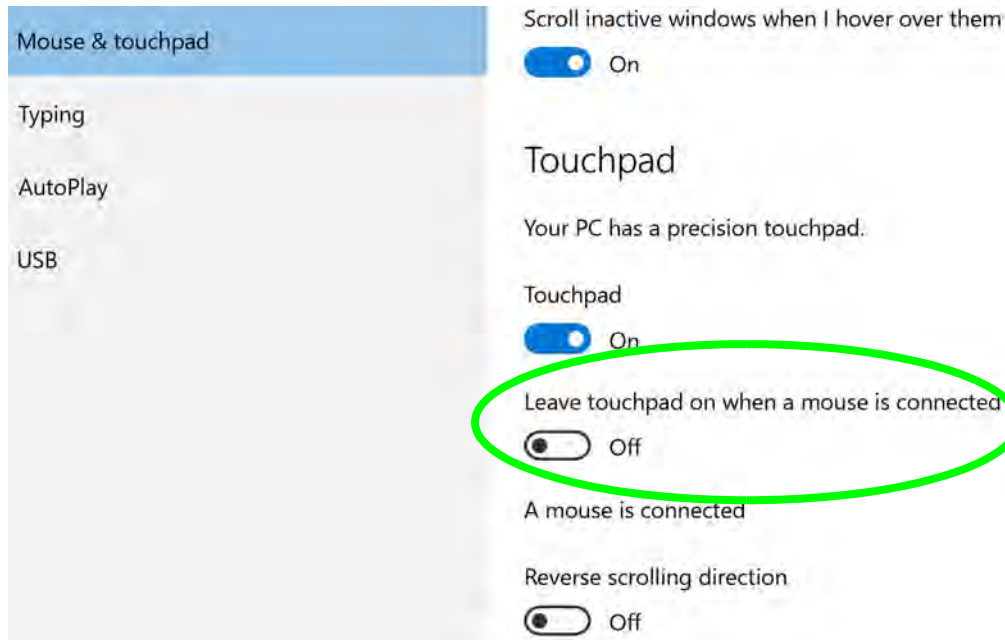 Mouse & touchpad
Typing
AutoPlay
USB
Scroll inactive windows when I hover over them
On
Touchpad
Your PC has a precision touchpad.
Touchpad
On
Leave touchpad on when a mouse is connected
Off
A mouse is connected
Reverse scrolling direction
Off